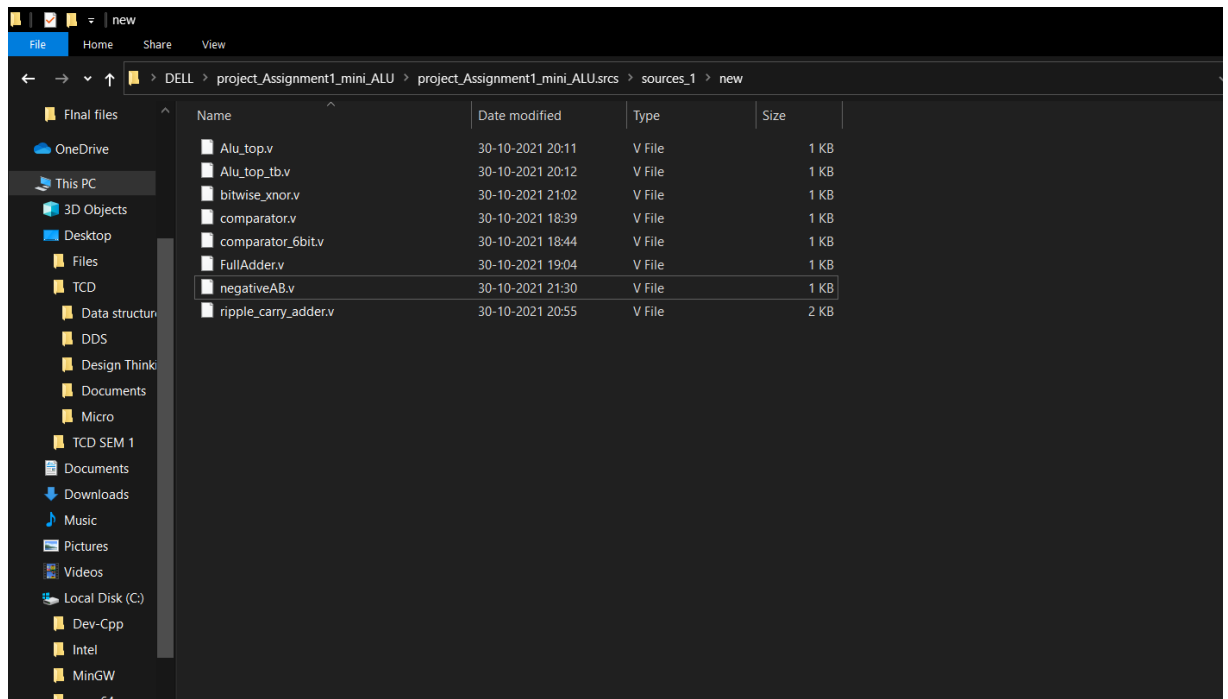 new
File Home Share View
DELL > project_Assignment1_mini_ALU > project_Assignment1_mini_ALU.srcs > sources_1 > new
FInal files
OneDrive
This PC
3D Objects
Desktop
Files
TCD
Data structur
DDS
Design Thinki
Documents
Micro
TCD SEM 1
Documents
Downloads
Music
Pictures
Videos
Local Disk (C:)
Dev-Cpp
Intel
MinGW
Name Date modified Type Size
Alu_top.v 30-10-2021 20:11 V File 1 KB
Alu_top_tb.v 30-10-2021 20:12 V File 1 KB
bitwise_xnor.v 30-10-2021 21:02 V File 1 KB
comparator.v 30-10-2021 18:39 V File 1 KB
comparator_6bit.v 30-10-2021 18:44 V File 1 KB
FullAdder.v 30-10-2021 19:04 V File 1 KB
negativeAB.v 30-10-2021 21:30 V File 1 KB
ripple_carry_adder.v 30-10-2021 20:55 V File 2 KB